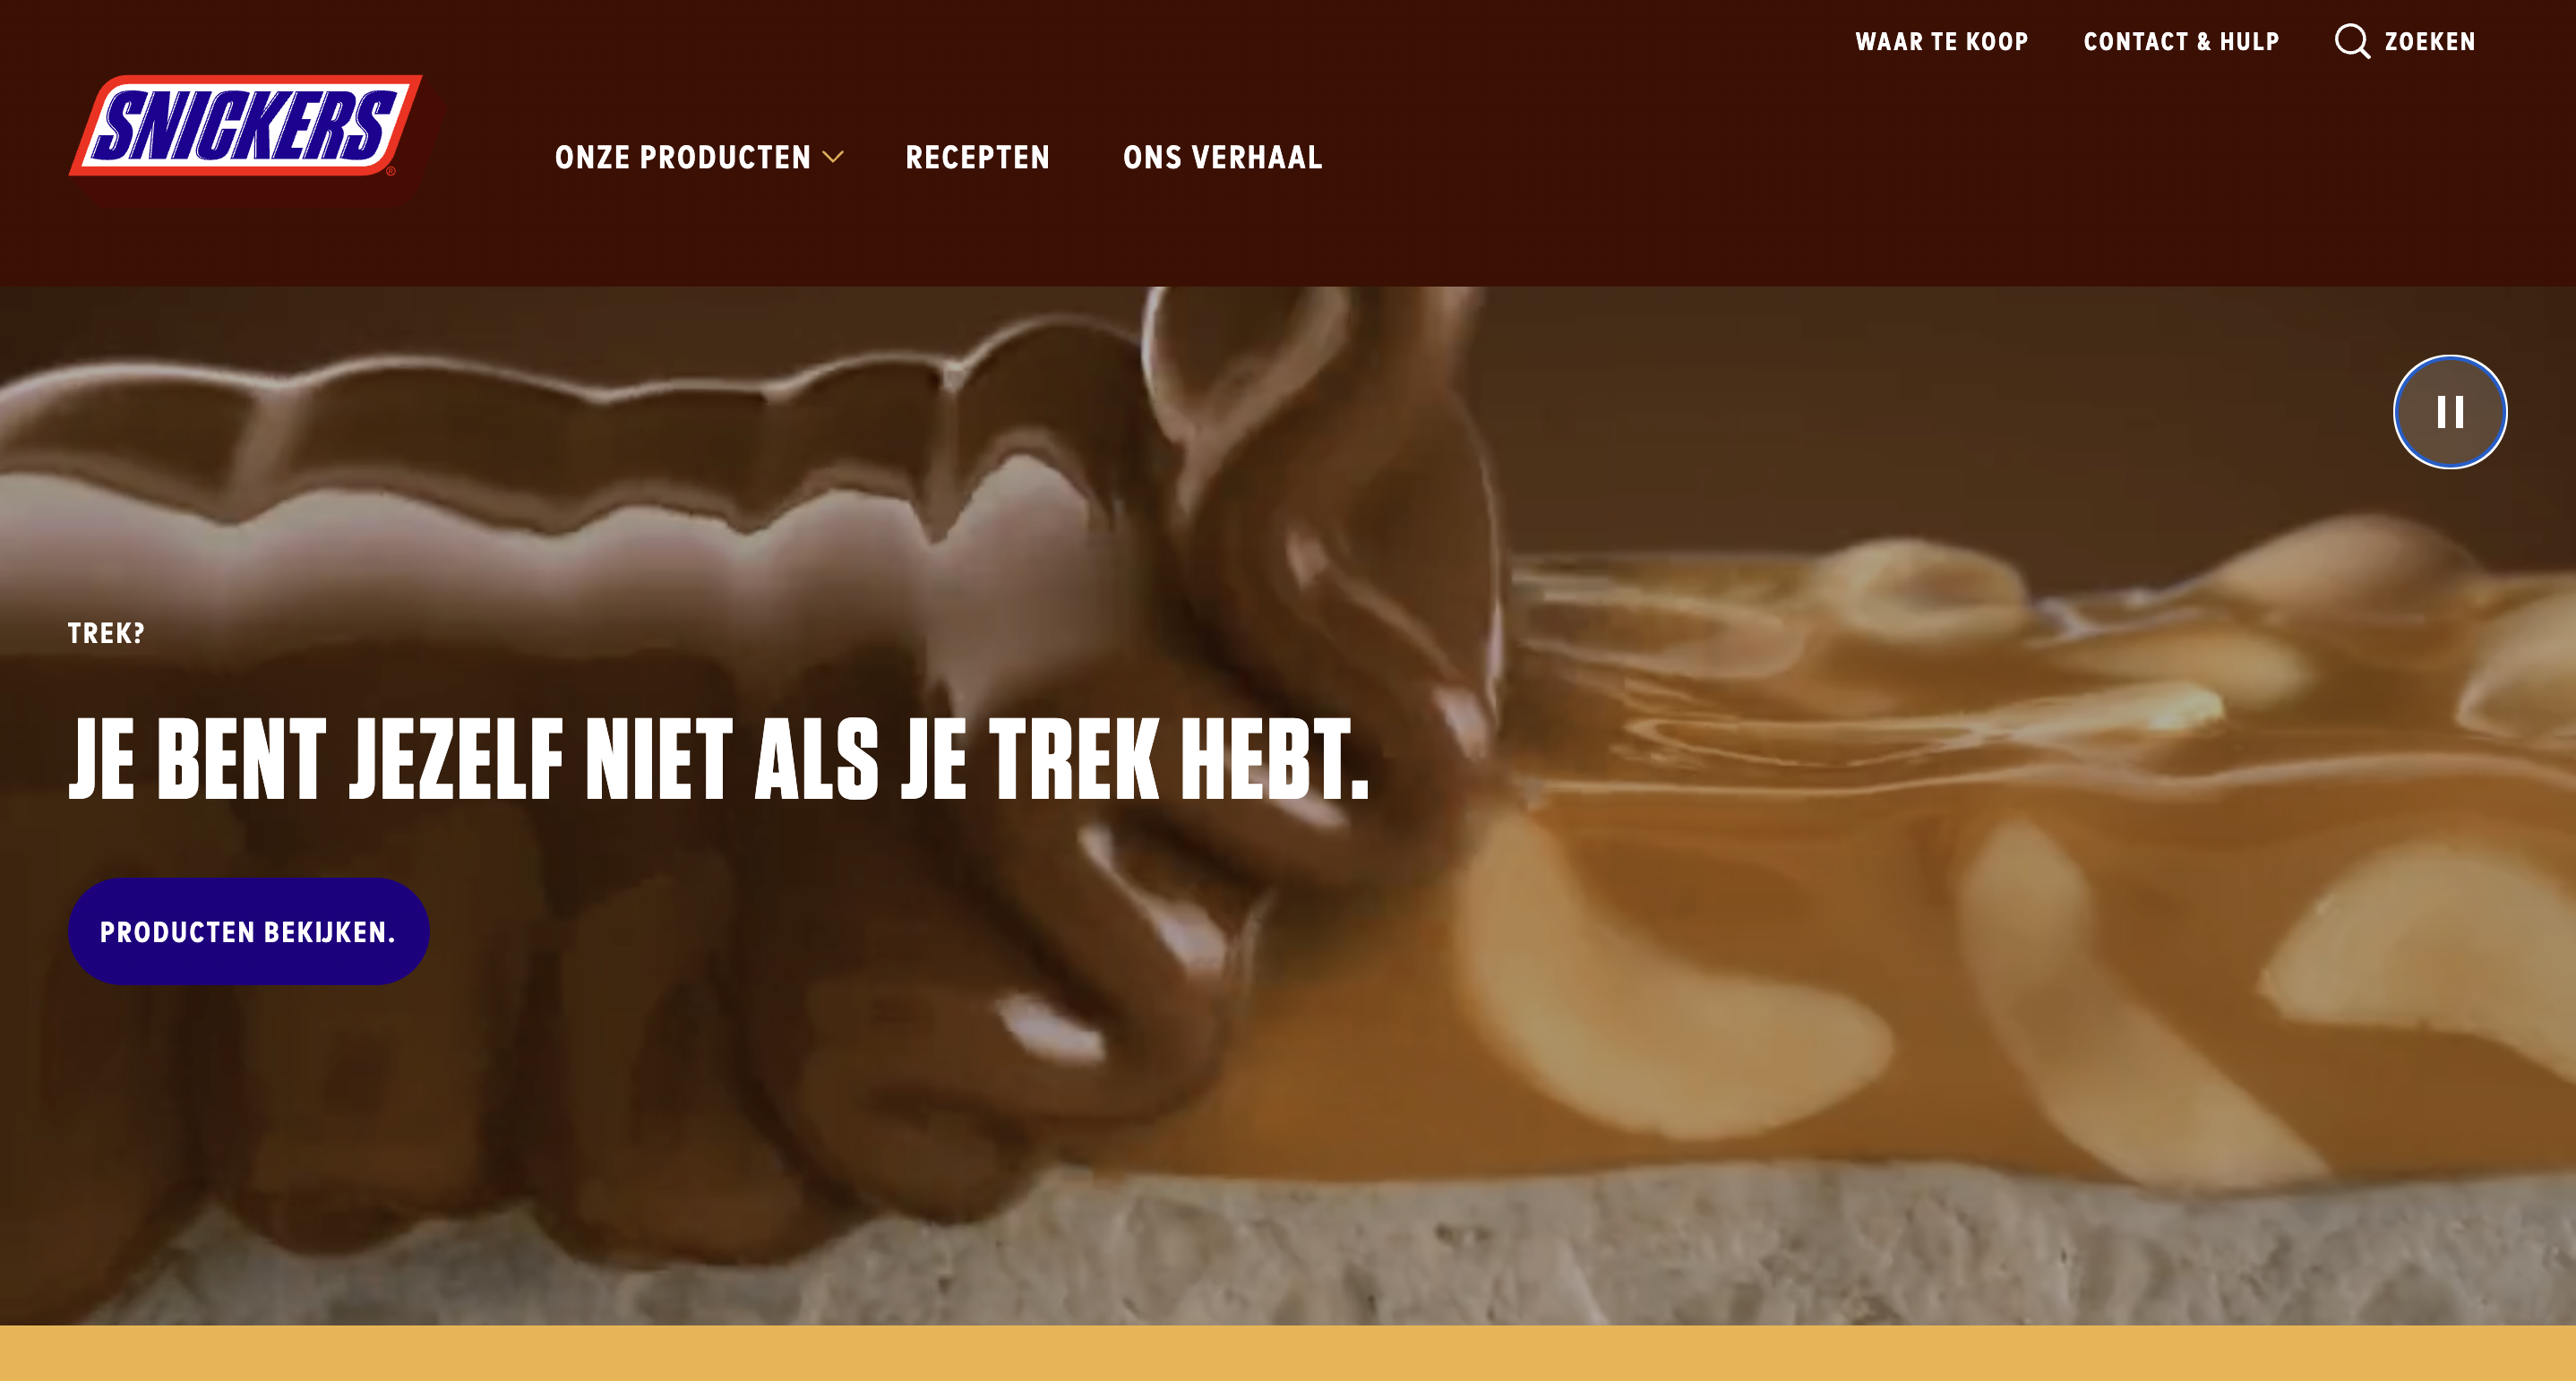 WAAR TE KOOP
CONTACT & HULP
ZOEKEN
SNICKERS®
ONZE PRODUCTEN
RECEPTEN
ONS VERHAAL
TREK?
JE BENT JEZELF NIET ALS JE TREK HEBT.
PRODUCTEN BEKIJKEN.